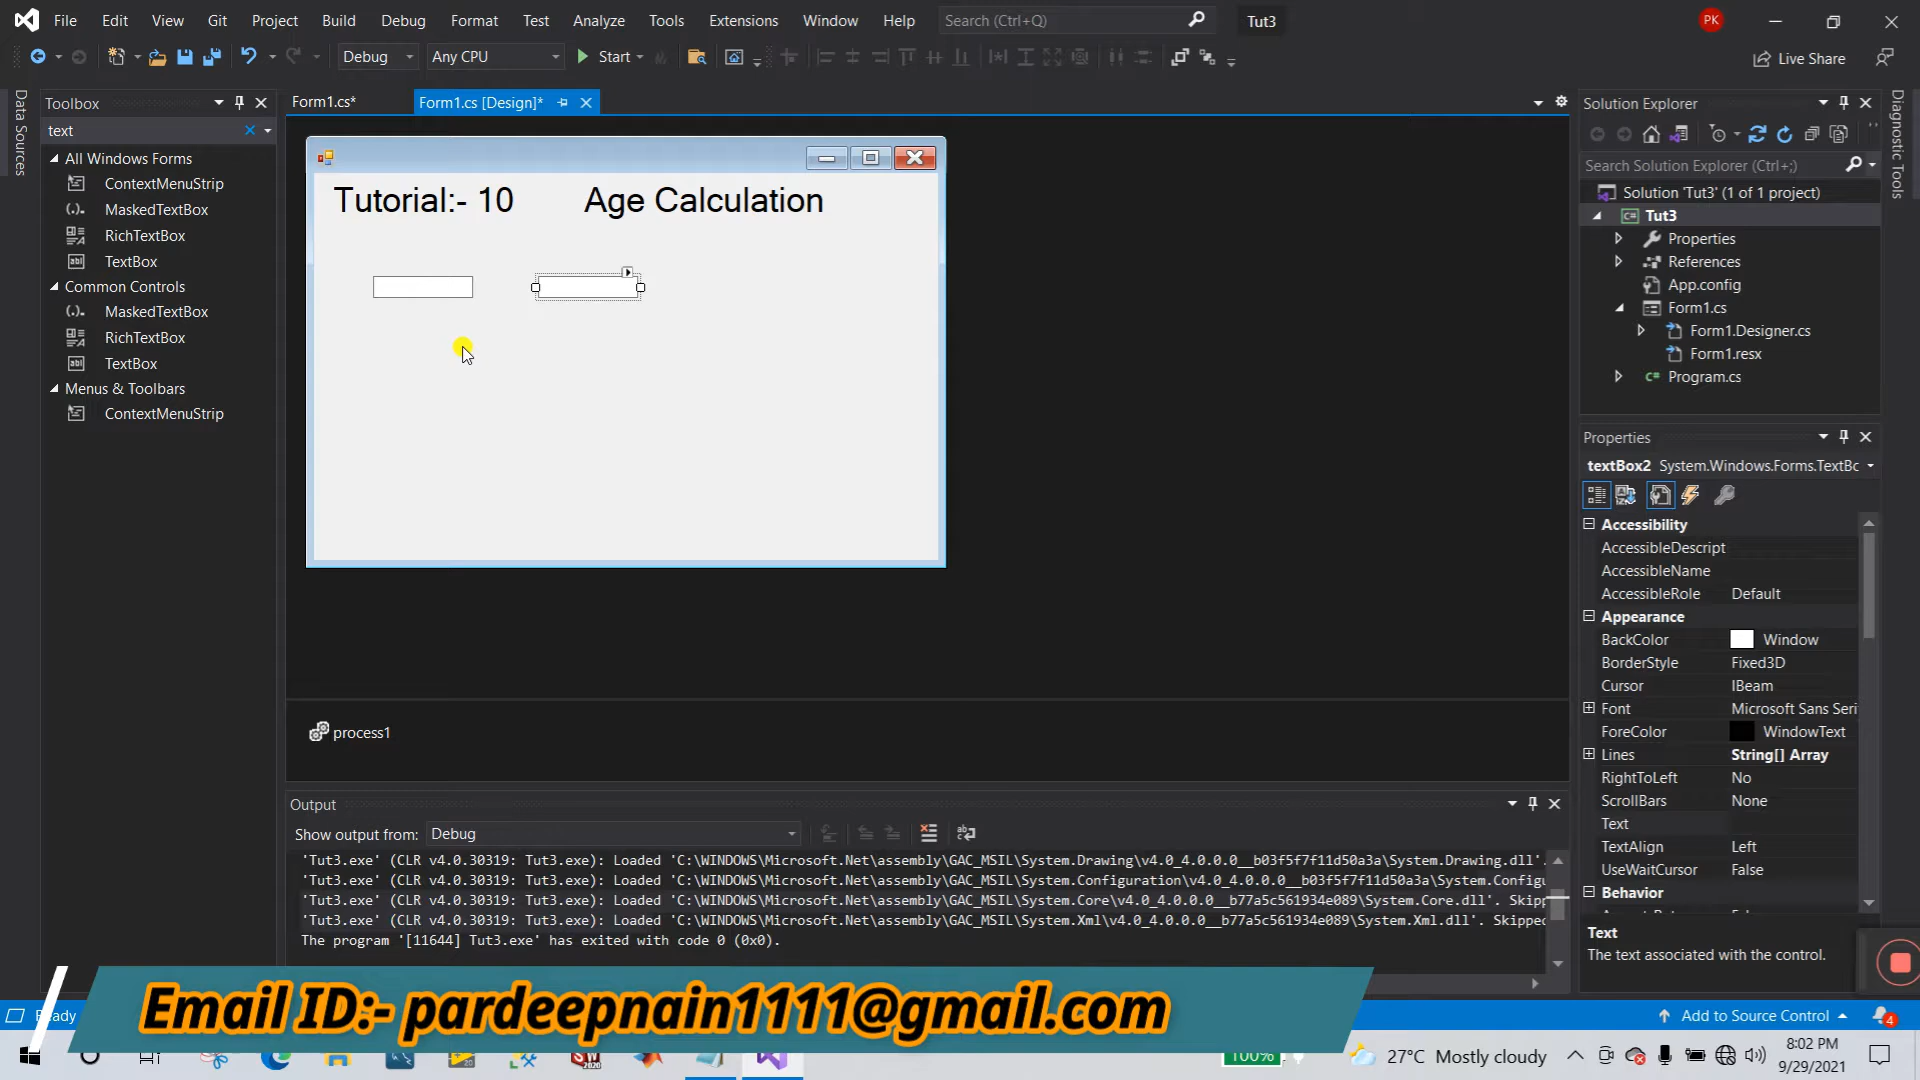 File Edit View Git Project Build Debug Format Test Analyze Tools Extensions Window Help Search (Ctrl+Q) Tut3 PK
Debug Any CPU Start Live Share
Data Sources
Toolbox
text
All Windows Forms
ContextMenuStrip
MaskedTextBox
RichTextBox
TextBox
Common Controls
MaskedTextBox
RichTextBox
TextBox
Menus & Toolbars
ContextMenuStrip
Form1.cs*
Form1.cs [Design]*
Tutorial:- 10 Age Calculation
process1
Output
Show output from: Debug
'Tut3.exe' (CLR v4.0.30319: Tut3.exe): Loaded 'C:\WINDOWS\Microsoft.Net\assembly\GAC_MSIL\System.Drawing\v4.0_4.0.0.0__b03f5f7f11d50a3a\System.Drawing.dll'.
'Tut3.exe' (CLR v4.0.30319: Tut3.exe): Loaded 'C:\WINDOWS\Microsoft.Net\assembly\GAC_MSIL\System.Configuration\v4.0_4.0.0.0__b03f5f7f11d50a3a\System.Configu
'Tut3.exe' (CLR v4.0.30319: Tut3.exe): Loaded 'C:\WINDOWS\Microsoft.Net\assembly\GAC_MSIL\System.Core\v4.0_4.0.0.0__b77a5c561934e089\System.Core.dll'. Skipp
'Tut3.exe' (CLR v4.0.30319: Tut3.exe): Loaded 'C:\WINDOWS\Microsoft.Net\assembly\GAC_MSIL\System.Xml\v4.0_4.0.0.0__b77a5c561934e089\System.Xml.dll'. Skipped
The program '[11644] Tut3.exe' has exited with code 0 (0x0).
Solution Explorer
Search Solution Explorer (Ctrl+;)
Solution 'Tut3' (1 of 1 project)
Tut3
Properties
References
App.config
Form1.cs
Form1.Designer.cs
Form1.resx
Program.cs
Diagnostic Tools
Properties
textBox2 System.Windows.Forms.TextBo
Accessibility
AccessibleDescript
AccessibleName
AccessibleRole Default
Appearance
BackColor Window
BorderStyle Fixed3D
Cursor IBeam
Font Microsoft Sans Seri
ForeColor WindowText
Lines String[] Array
RightToLeft No
ScrollBars None
Text
TextAlign Left
UseWaitCursor False
Behavior
Text
The text associated with the control.
Email ID:- pardeepnain1111@gmail.com
Ready
Add to Source Control 4
100% 27°C Mostly cloudy
8:02 PM
9/29/2021